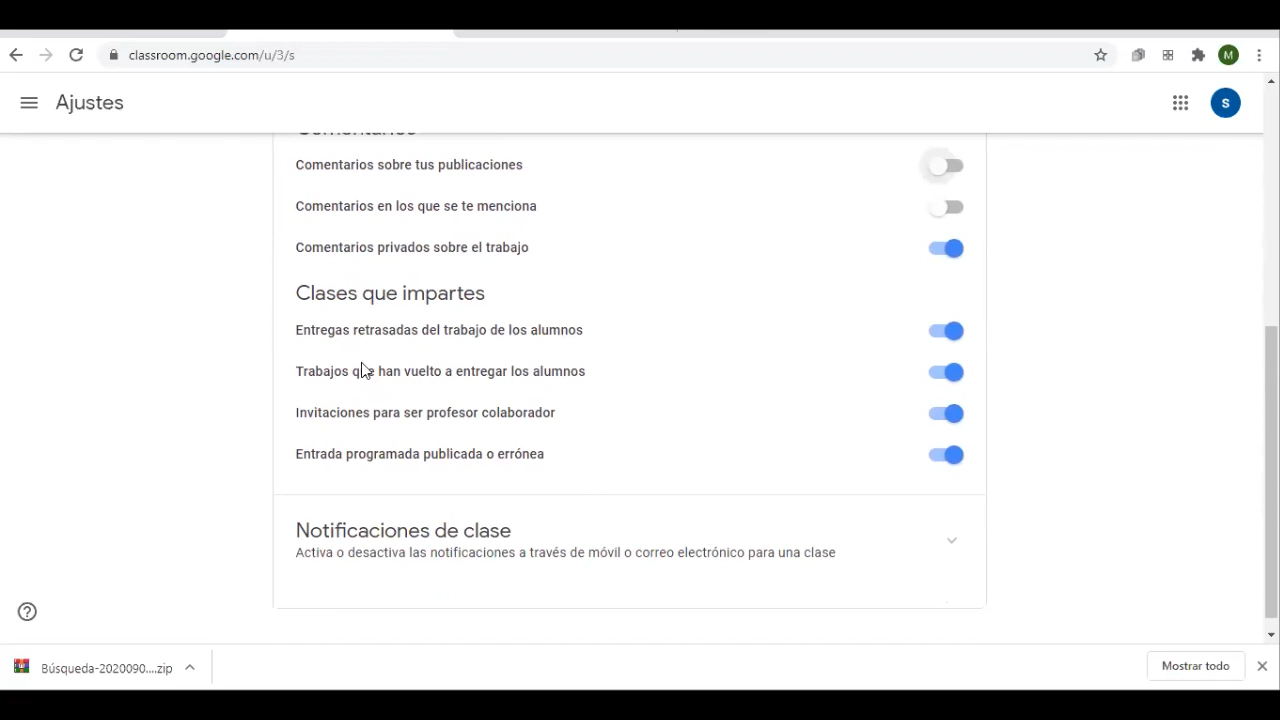 classroom.google.com/u/3/s
M
Ajustes
S
Comentarios sobre tus publicaciones
Comentarios en los que se te menciona
Comentarios privados sobre el trabajo
Clases que impartes
Entregas retrasadas del trabajo de los alumnos
Trabajos que han vuelto a entregar los alumnos
Invitaciones para ser profesor colaborador
Entrada programada publicada o errónea
Notificaciones de clase
Activa o desactiva las notificaciones a través de móvil o correo electrónico para una clase
Búsqueda-2020090....zip
Mostrar todo